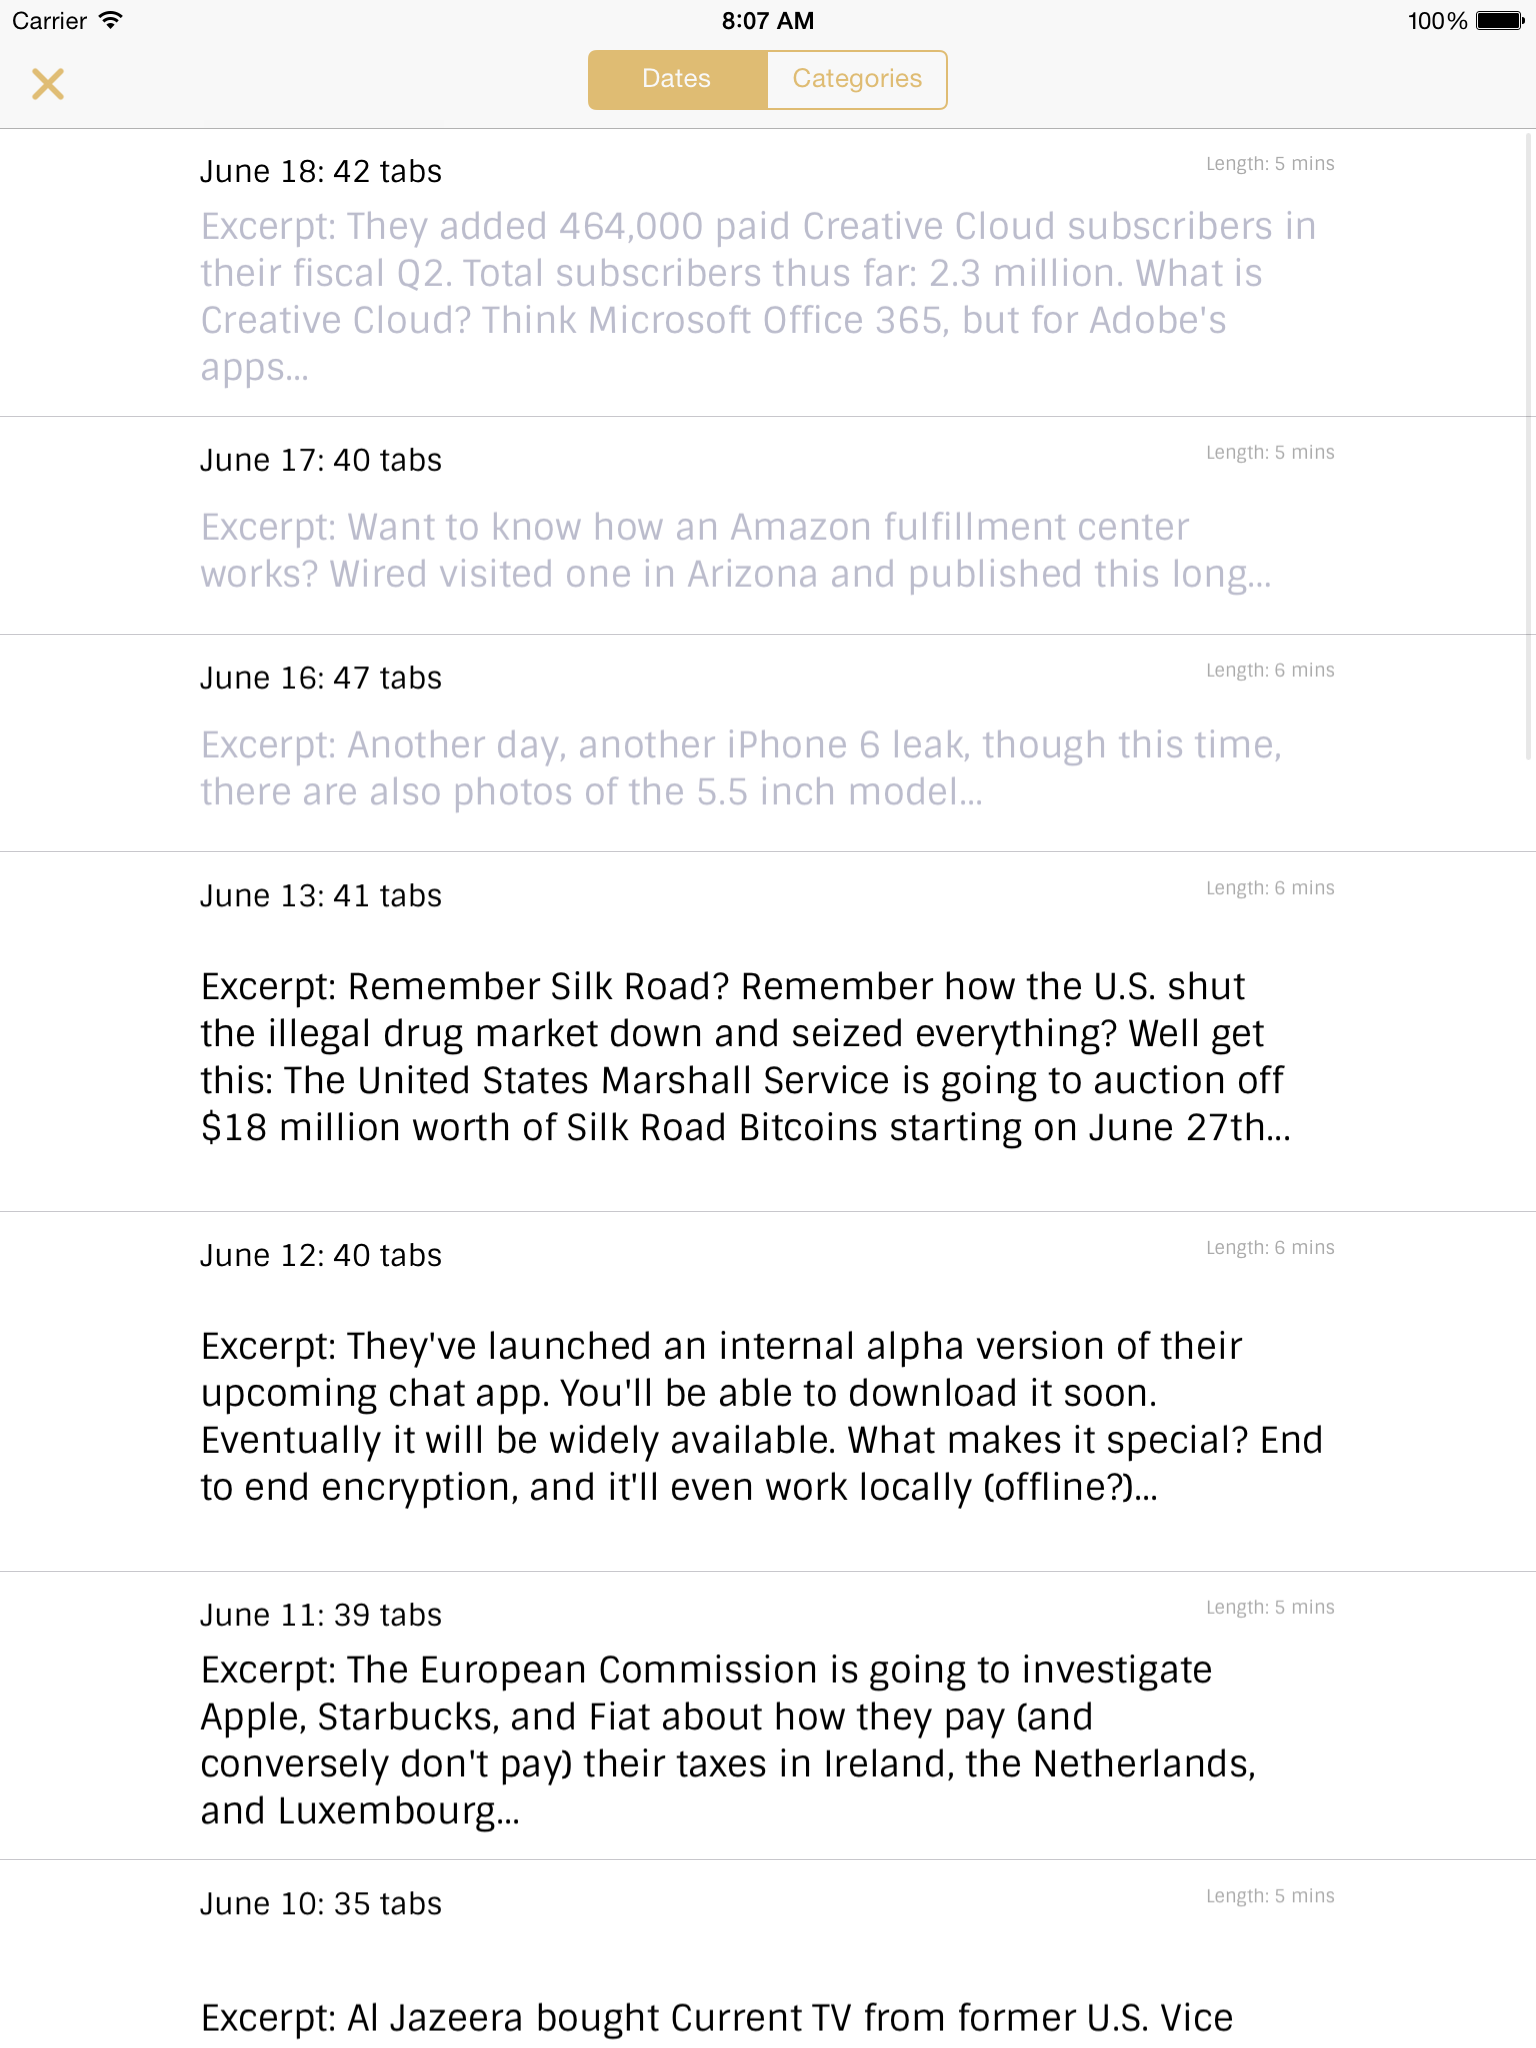 Carrier 8:07 AM 100%
Dates Categories
June 18: 42 tabs Length: 5 mins
Excerpt: They added 464,000 paid Creative Cloud subscribers in
their fiscal Q2. Total subscribers thus far: 2.3 million. What is
Creative Cloud? Think Microsoft Office 365, but for Adobe's
apps...
June 17: 40 tabs Length: 5 mins
Excerpt: Want to know how an Amazon fulfillment center
works? Wired visited one in Arizona and published this long...
June 16: 47 tabs Length: 6 mins
Excerpt: Another day, another iPhone 6 leak, though this time,
there are also photos of the 5.5 inch model...
June 13: 41 tabs Length: 6 mins
Excerpt: Remember Silk Road? Remember how the U.S. shut
the illegal drug market down and seized everything? Well get
this: The United States Marshall Service is going to auction off
$18 million worth of Silk Road Bitcoins starting on June 27th...
June 12: 40 tabs Length: 6 mins
Excerpt: They've launched an internal alpha version of their
upcoming chat app. You'll be able to download it soon.
Eventually it will be widely available. What makes it special? End
to end encryption, and it'll even work locally (offline?)...
June 11: 39 tabs Length: 5 mins
Excerpt: The European Commission is going to investigate
Apple, Starbucks, and Fiat about how they pay (and
conversely don't pay) their taxes in Ireland, the Netherlands,
and Luxembourg...
June 10: 35 tabs Length: 5 mins
Excerpt: Al Jazeera bought Current TV from former U.S. Vice